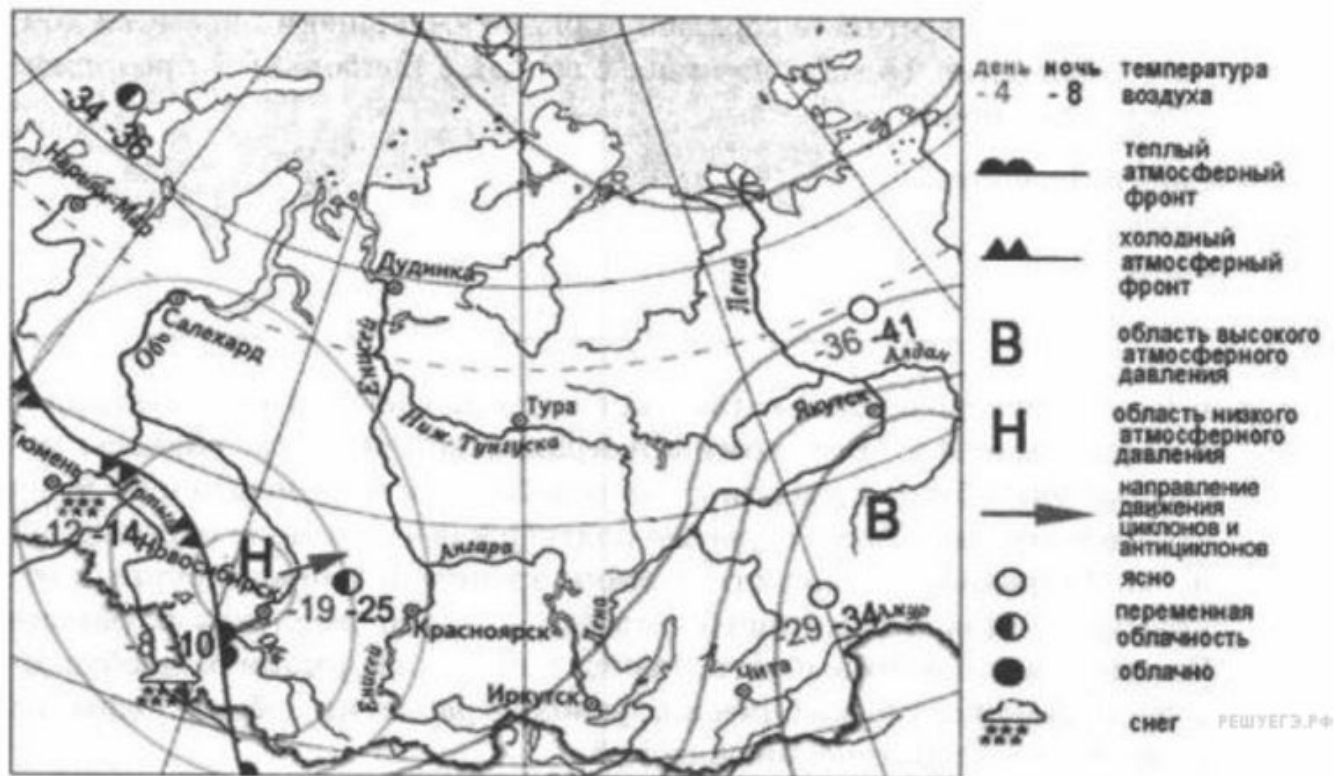 -34 -36
Нарьян-Мар
Дудинка
Салехард
Обь
Енисей
Лена
-36 -41
Алдан
Тура
Ниж. Тунгуска
Якутск
Тюмень
Иртыш
-12 -14
Новосибирск
Н
-19 -25
Ангара
В
Красноярск
Лена
-29 -34
-8 -10
Обь
Енисей
Иркутск
Чита
день ночь температура
-4 -8 воздуха
теплый
атмосферный
фронт
холодный
атмосферный
фронт
В
область высокого
атмосферного
давления
Н
область низкого
атмосферного
давления
направление
движения
циклонов и
антициклонов
ясно
переменная
облачность
облачно
снег
РЕШУЕГЭ.РФ